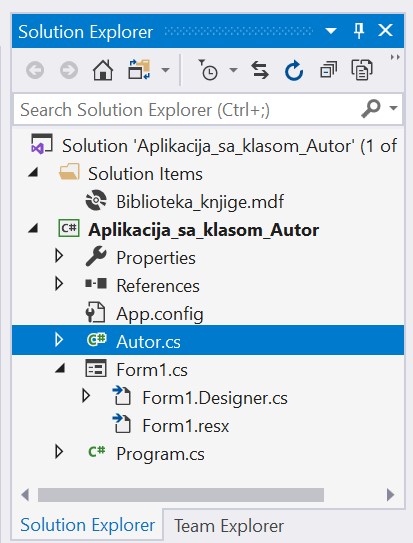 Solution Explorer
Search Solution Explorer (Ctrl+;)
Solution 'Aplikacija_sa_klasom_Autor' (1 of
Solution Items
Biblioteka_knjige.mdf
C# Aplikacija_sa_klasom_Autor
Properties
References
App.config
C# Autor.cs
Form1.cs
Form1.Designer.cs
Form1.resx
C# Program.cs
Solution Explorer Team Explorer